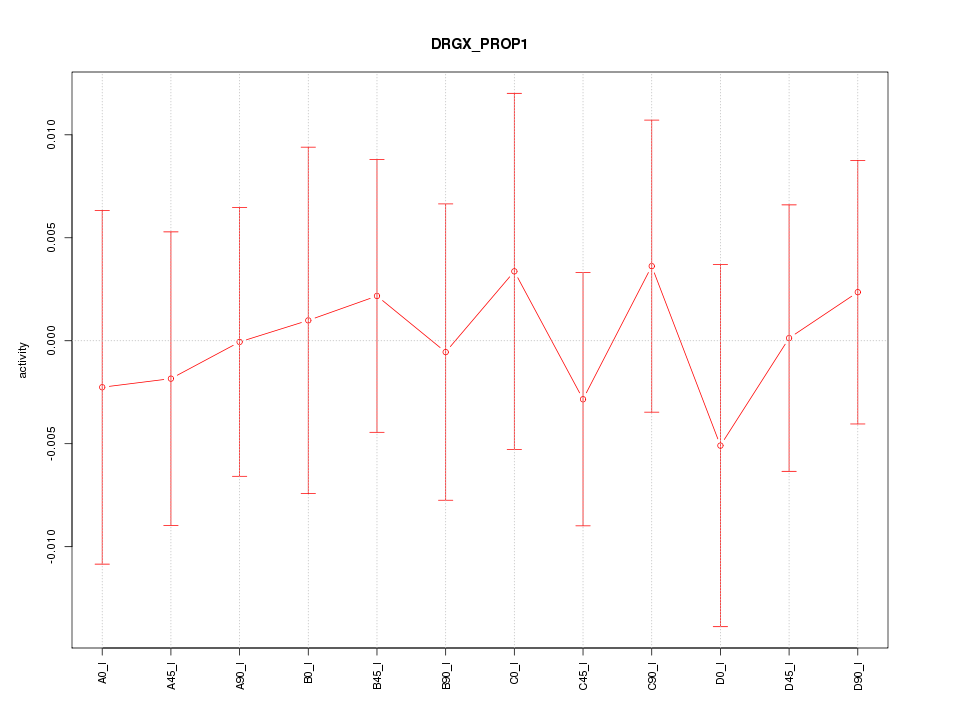 DRGX_PROP1
activity
0.010
0.005
0.000
-0.005
-0.010
A0_I
A45_I
A90_I
B0_I
B45_I
B90_I
C0_I
C45_I
C90_I
D0_I
D45_I
D90_I